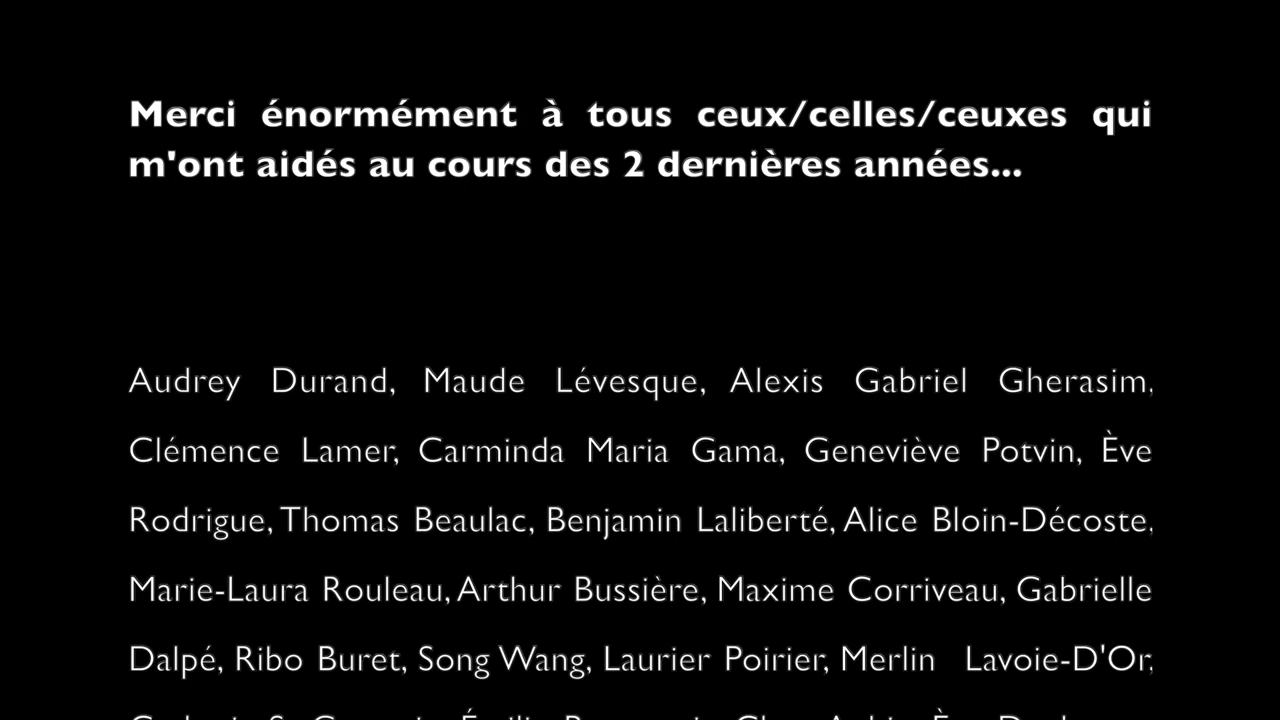 Merci énormément à tous ceux/celles/ceuxes qui
m'ont aidés au cours des 2 dernières années...
Audrey Durand, Maude Lévesque, Alexis Gabriel Gherasim,
Clémence Lamer, Carminda Maria Gama, Geneviève Potvin, Ève
Rodrigue, Thomas Beaulac, Benjamin Laliberté, Alice Bloin-Décoste,
Marie-Laura Rouleau, Arthur Bussière, Maxime Corriveau, Gabrielle
Dalpé, Ribo Buret, Song Wang, Laurier Poirier, Merlin Lavoie-D'Or,